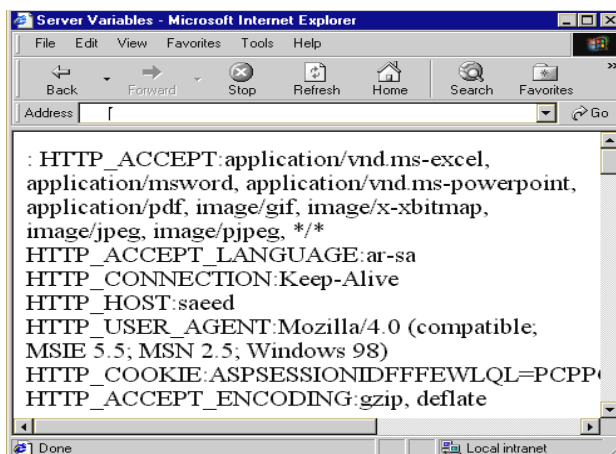 Server Variables - Microsoft Internet Explorer
File Edit View Favorites Tools Help
Back Forward Stop Refresh Home Search Favorites »
Address Go
: HTTP_ACCEPT:application/vnd.ms-excel,
application/msword, application/vnd.ms-powerpoint,
application/pdf, image/gif, image/x-xbitmap,
image/jpeg, image/pjpeg, */*
HTTP_ACCEPT_LANGUAGE:ar-sa
HTTP_CONNECTION:Keep-Alive
HTTP_HOST:saeed
HTTP_USER_AGENT:Mozilla/4.0 (compatible;
MSIE 5.5; MSN 2.5; Windows 98)
HTTP_COOKIE:ASPSESSIONIDFFFEWLQL=PCPP
HTTP_ACCEPT_ENCODING:gzip, deflate
Done Local intranet